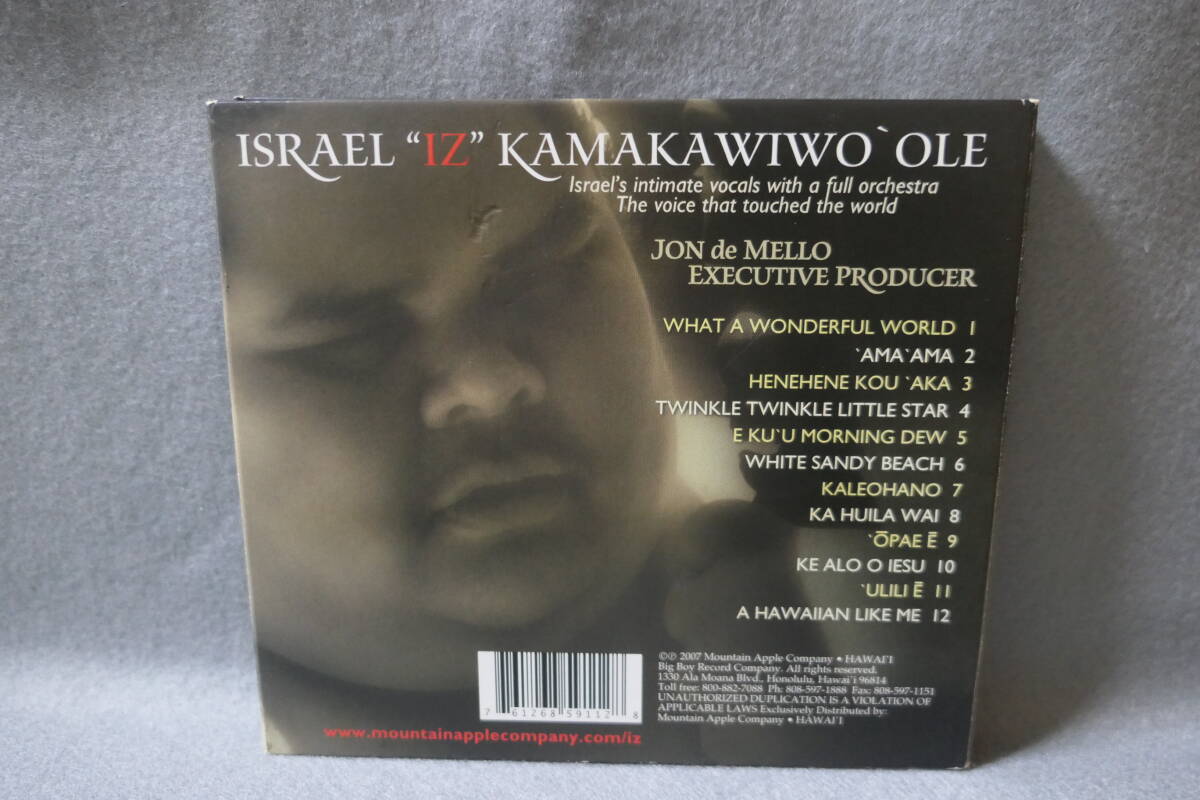 ISRAEL “IZ” KAMAKAWIWO`OLE
Israel's intimate vocals with a full orchestra
The voice that touched the world
JON de MELLO
EXECUTIVE PRODUCER
WHAT A WONDERFUL WORLD 1
`AMA`AMA 2
HENEHENE KOU `AKA 3
TWINKLE TWINKLE LITTLE STAR 4
E KU`U MORNING DEW 5
WHITE SANDY BEACH 6
KALEOHANO 7
KA HUILA WAI 8
`ŌPAE Ē 9
KE ALO O IESU 10
`ULILI Ē 11
A HAWAIIAN LIKE ME 12
©℗ 2007 Mountain Apple Company • HAWAI'I
Big Boy Record Company. All rights reserved.
1330 Ala Moana Blvd., Honolulu, Hawai'i 96814
Toll free: 800-882-7088 Ph: 808-597-1888 Fax: 808-597-1151
UNAUTHORIZED DUPLICATION IS A VIOLATION OF
APPLICABLE LAWS Exclusively Distributed by:
Mountain Apple Company • HAWAI'I
7 61268 59112 8
www.mountainapplecompany.com/iz